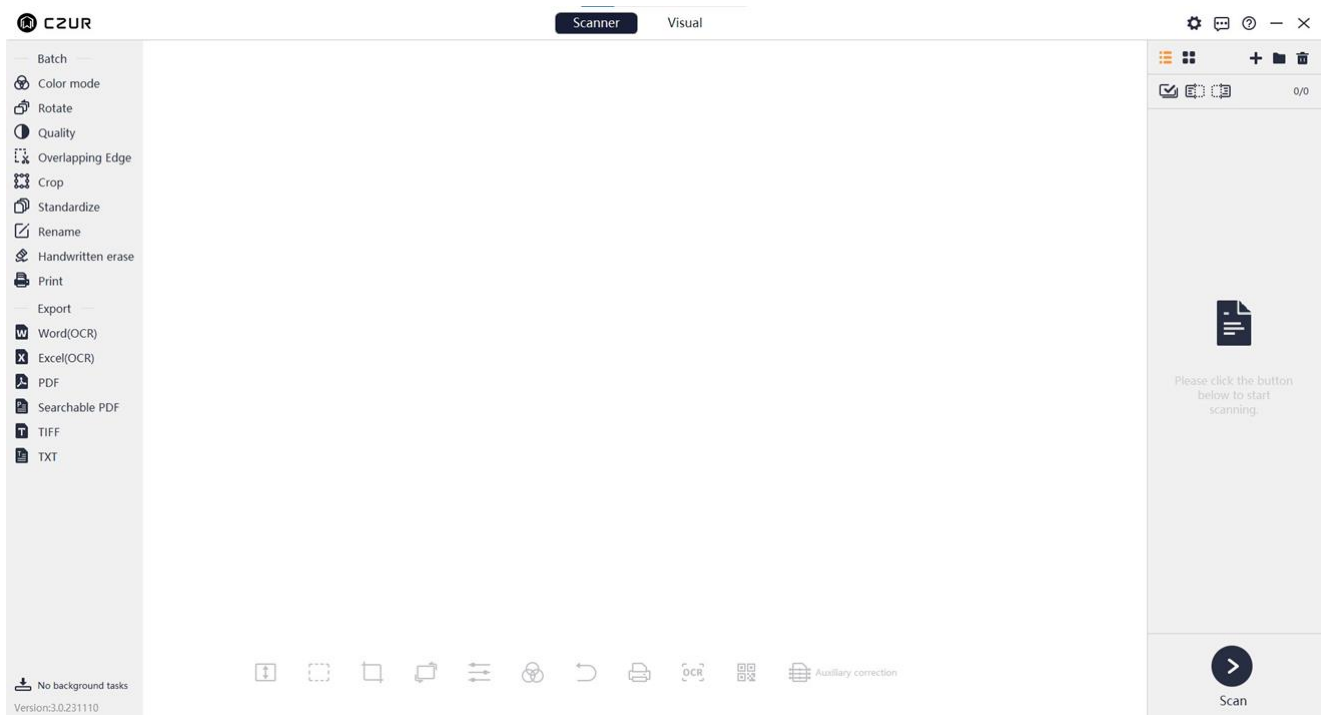 CZUR
Scanner
Visual
Batch
Color mode
Rotate
Quality
Overlapping Edge
Crop
Standardize
Rename
Handwritten erase
Print
Export
Word(OCR)
Excel(OCR)
PDF
Searchable PDF
TIFF
TXT
No background tasks
Version:3.0.231110
OCR
Auxiliary correction
0/0
Please click the button
below to start
scanning.
Scan